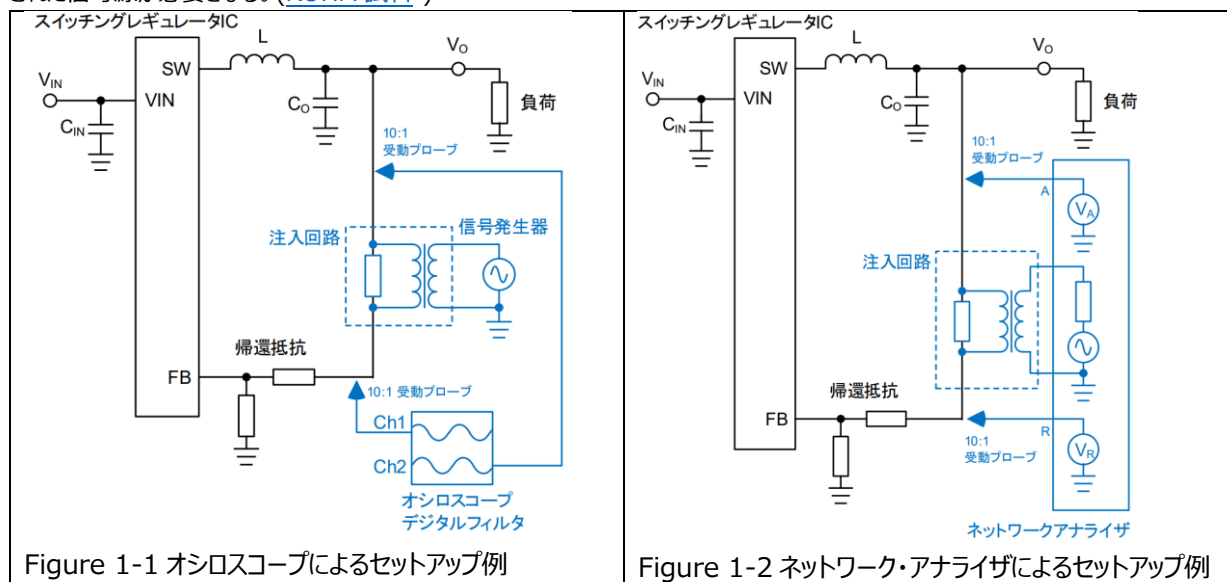 スイッチングレギュレータIC
L
VO
SW
VIN
VIN
CIN
CO
負荷
10:1
受動プローブ
注入回路
信号発生器
帰還抵抗
FB
10:1 受動プローブ
Ch1
Ch2
オシロスコープ
デジタルフィルタ
Figure 1-1 オシロスコープによるセットアップ例
スイッチングレギュレータIC
L
VO
SW
VIN
VIN
CIN
CO
負荷
10:1
受動プローブ
A
VA
注入回路
帰還抵抗
FB
R
10:1
受動プローブ
VR
ネットワークアナライザ
Figure 1-2 ネットワーク・アナライザによるセットアップ例